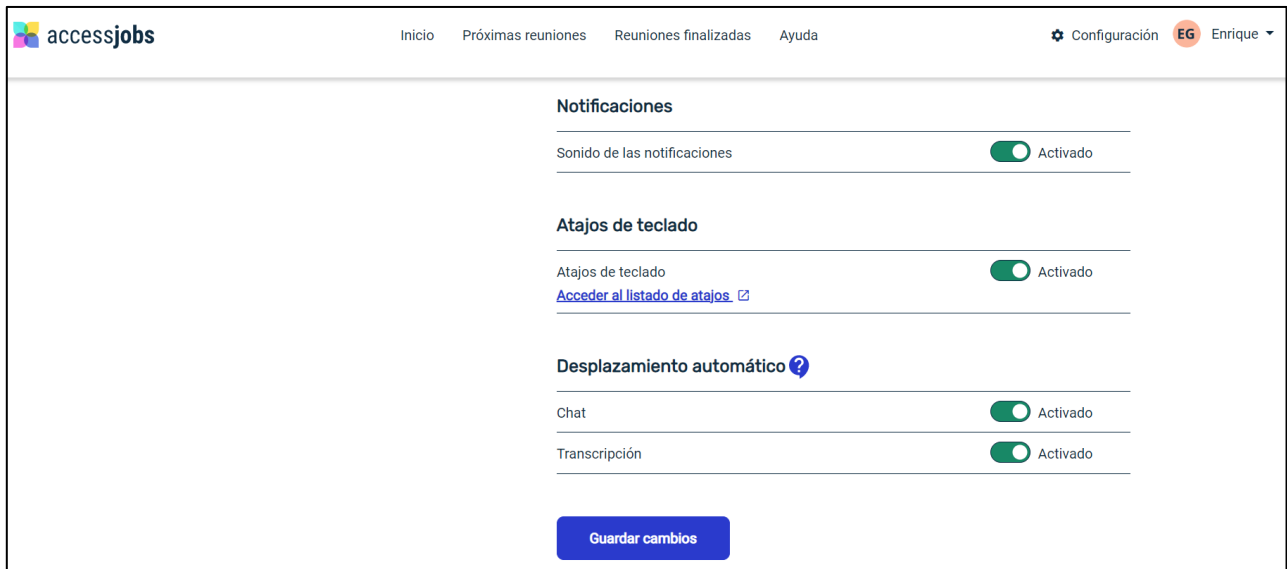 accessjobs
Inicio Próximas reuniones Reuniones finalizadas Ayuda Configuración EG Enrique
Notificaciones
Sonido de las notificaciones Activado
Atajos de teclado
Atajos de teclado Activado
Acceder al listado de atajos
Desplazamiento automático ?
Chat Activado
Transcripción Activado
Guardar cambios